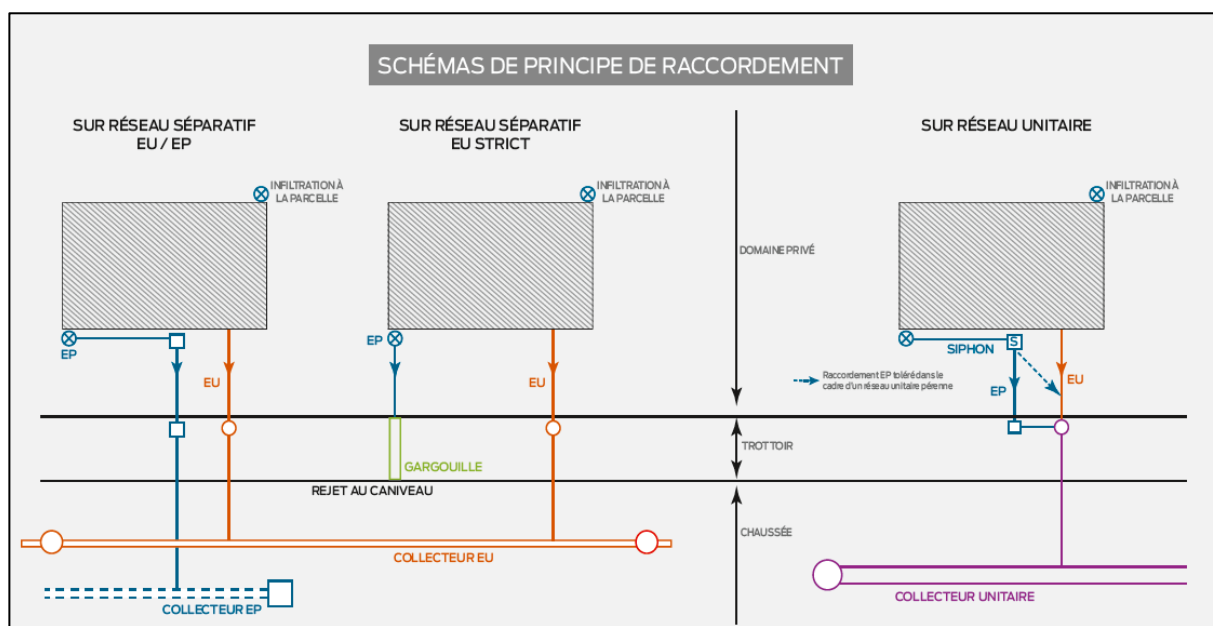 SCHÉMAS DE PRINCIPE DE RACCORDEMENT
SUR RÉSEAU SÉPARATIF
EU / EP
INFILTRATION À
LA PARCELLE
EP
EU
SUR RÉSEAU SÉPARATIF
EU STRICT
INFILTRATION À
LA PARCELLE
EP
EU
GARGOUILLE
REJET AU CANIVEAU
COLLECTEUR EU
COLLECTEUR EP
DOMAINE PRIVÉ
TROTTOIR
CHAUSSÉE
SUR RÉSEAU UNITAIRE
INFILTRATION À
LA PARCELLE
SIPHON
S
Raccordement EP toléré dans le
cadre d'un réseau unitaire pérenne
EP
EU
COLLECTEUR UNITAIRE